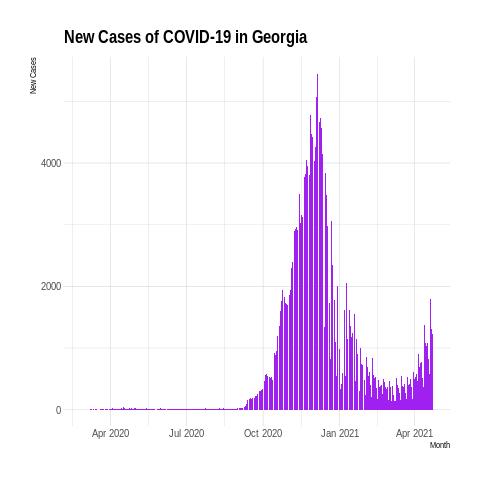 New Cases of COVID-19 in Georgia
New Cases
4000
2000
0
Apr 2020 Jul 2020 Oct 2020 Jan 2021 Apr 2021
Month